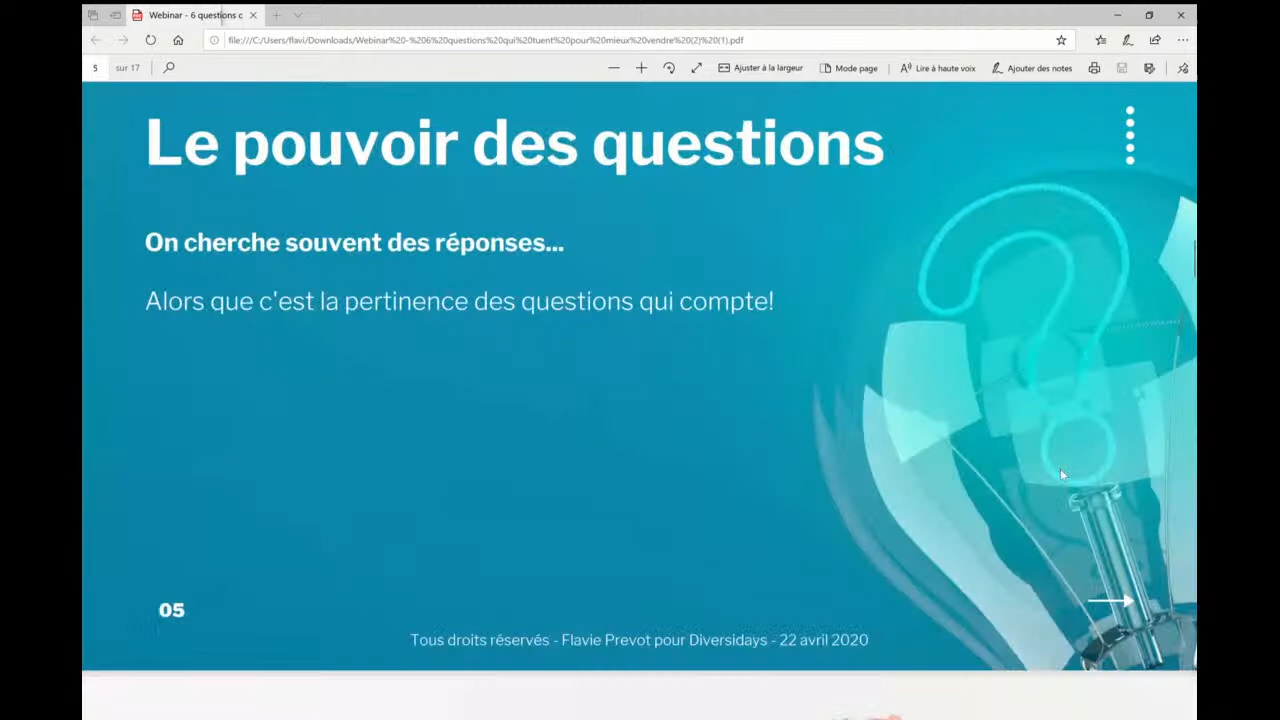 Webinar - 6 questions c
file:///C:/Users/flavi/Downloads/Webinar%20-%206%20questions%20qui%20tuent%20pour%20mieux%20vendre%20(2)%20(1).pdf
5 sur 17 Ajuster à la largeur Mode page Lire à haute voix Ajouter des notes
Le pouvoir des questions
On cherche souvent des réponses...
Alors que c'est la pertinence des questions qui compte!
05
Tous droits réservés - Flavie Prevot pour Diversidays - 22 avril 2020